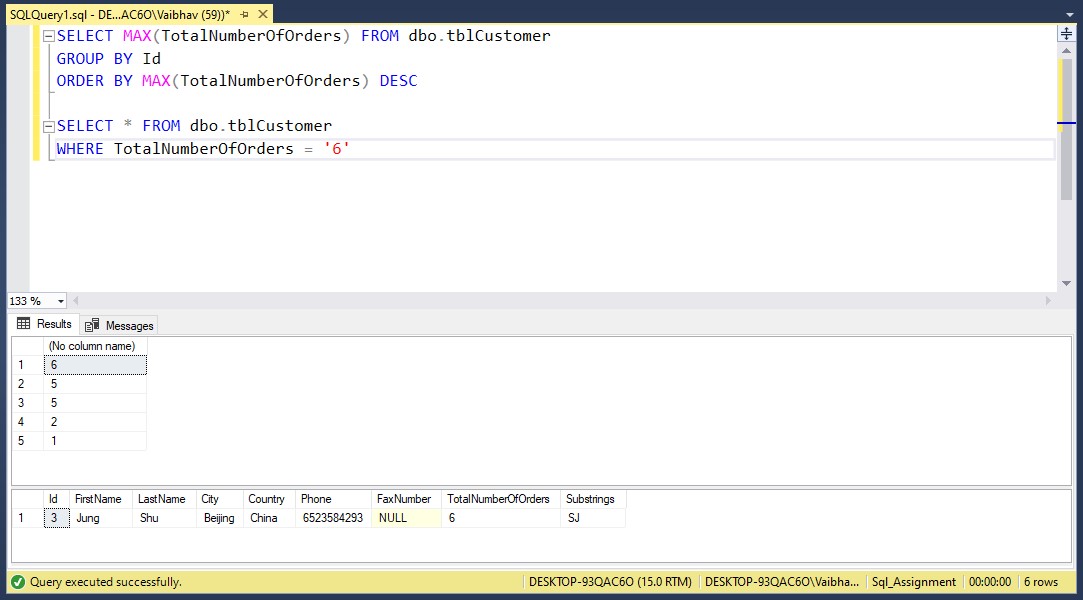 SQLQuery1.sql - DE...AC6O\Vaibhav (59))*
SELECT MAX(TotalNumberOfOrders) FROM dbo.tblCustomer
GROUP BY Id
ORDER BY MAX(TotalNumberOfOrders) DESC
SELECT * FROM dbo.tblCustomer
WHERE TotalNumberOfOrders = '6'
133 %
Results Messages
(No column name)
1 6
2 5
3 5
4 2
5 1
Id FirstName LastName City Country Phone FaxNumber TotalNumberOfOrders Substrings
1 3 Jung Shu Beijing China 6523584293 NULL 6 SJ
Query executed successfully. DESKTOP-93QAC6O (15.0 RTM) DESKTOP-93QAC6O\Vaibha... Sql_Assignment 00:00:00 6 rows